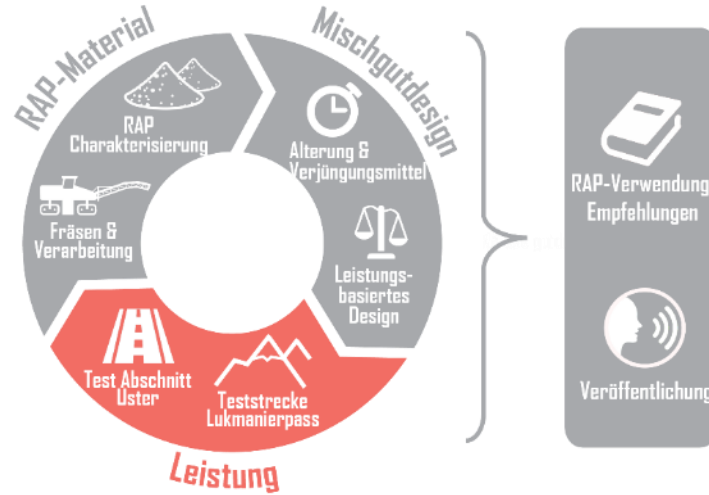 RAP-Material
RAP
Charakterisierung
Fräsen &
Verarbeitung
Mischgutdesign
Alterung &
Verjüngungsmittel
Leistungs-
basiertes
Design
Test Abschnitt
Uster
Teststrecke
Lukmanierpass
Leistung
RAP-Verwendung
Empfehlungen
Veröffentlichung